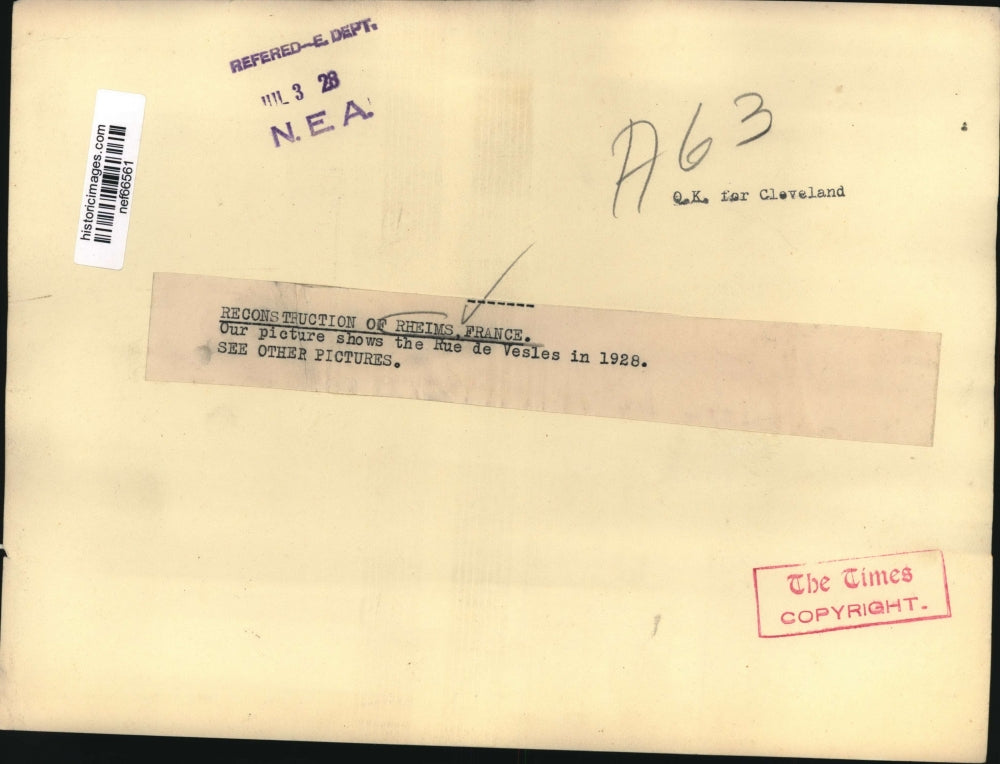 REFERED—E. DEPT.
JUL 3 28
N.E.A.
historicimages.com
nef66561
A63
O.K. for Cleveland
-------
RECONSTRUCTION OF RHEIMS, FRANCE.
Our picture shows the Rue de Vesles in 1928.
SEE OTHER PICTURES.
The Times
COPYRIGHT.